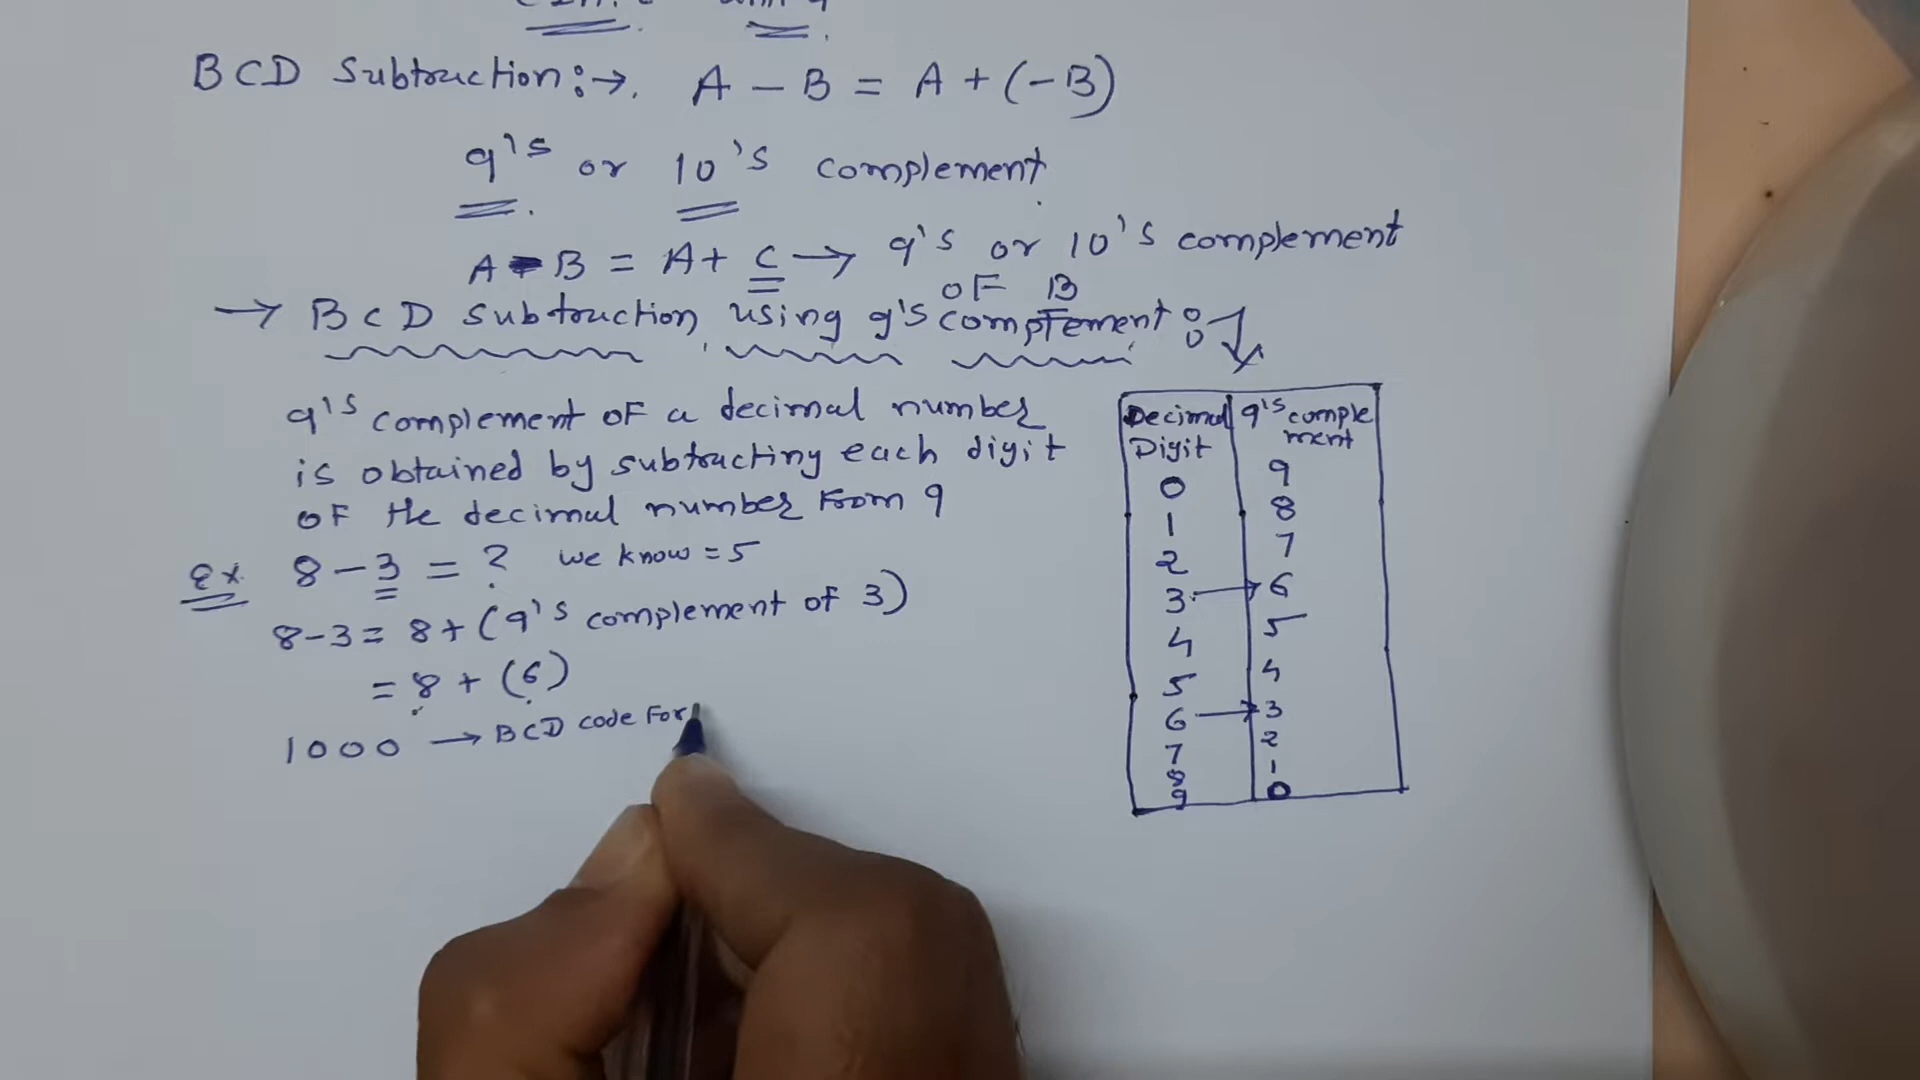 BCD Subtraction :→. A − B = A + (−B)
9's or 10's complement
A - B = A + C → 9's or 10's complement
of B
→ BCD subtraction using 9's complement :
9's complement of a decimal number
is obtained by subtracting each digit
of the decimal number from 9
Ex 8 − 3 = ? we know = 5
8 − 3 = 8 + (9's complement of 3)
= 8 + (6)
1000 → BCD code For
Decimal Digit 9's complement
0 9
1 8
2 7
3 → 6
4 5
5 4
6 → 3
7 2
8 1
9 0